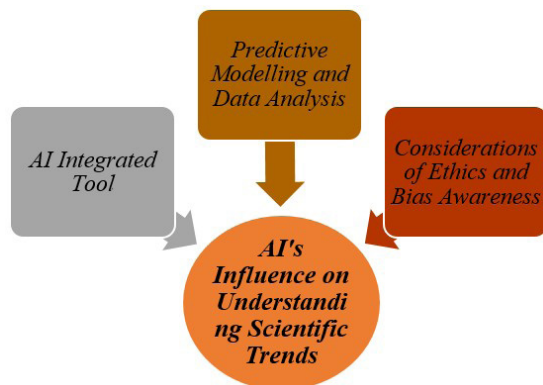 Predictive
Modelling and
Data Analysis
AI Integrated
Tool
Considerations
of Ethics and
Bias Awareness
AI's
Influence on
Understandi
ng Scientific
Trends